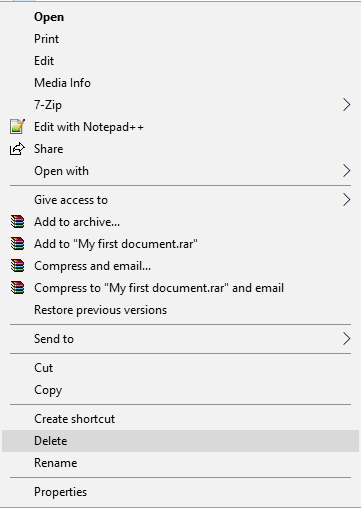 Open
Print
Edit
Media Info
7-Zip
Edit with Notepad++
Share
Open with
Give access to
Add to archive...
Add to "My first document.rar"
Compress and email...
Compress to "My first document.rar" and email
Restore previous versions
Send to
Cut
Copy
Create shortcut
Delete
Rename
Properties